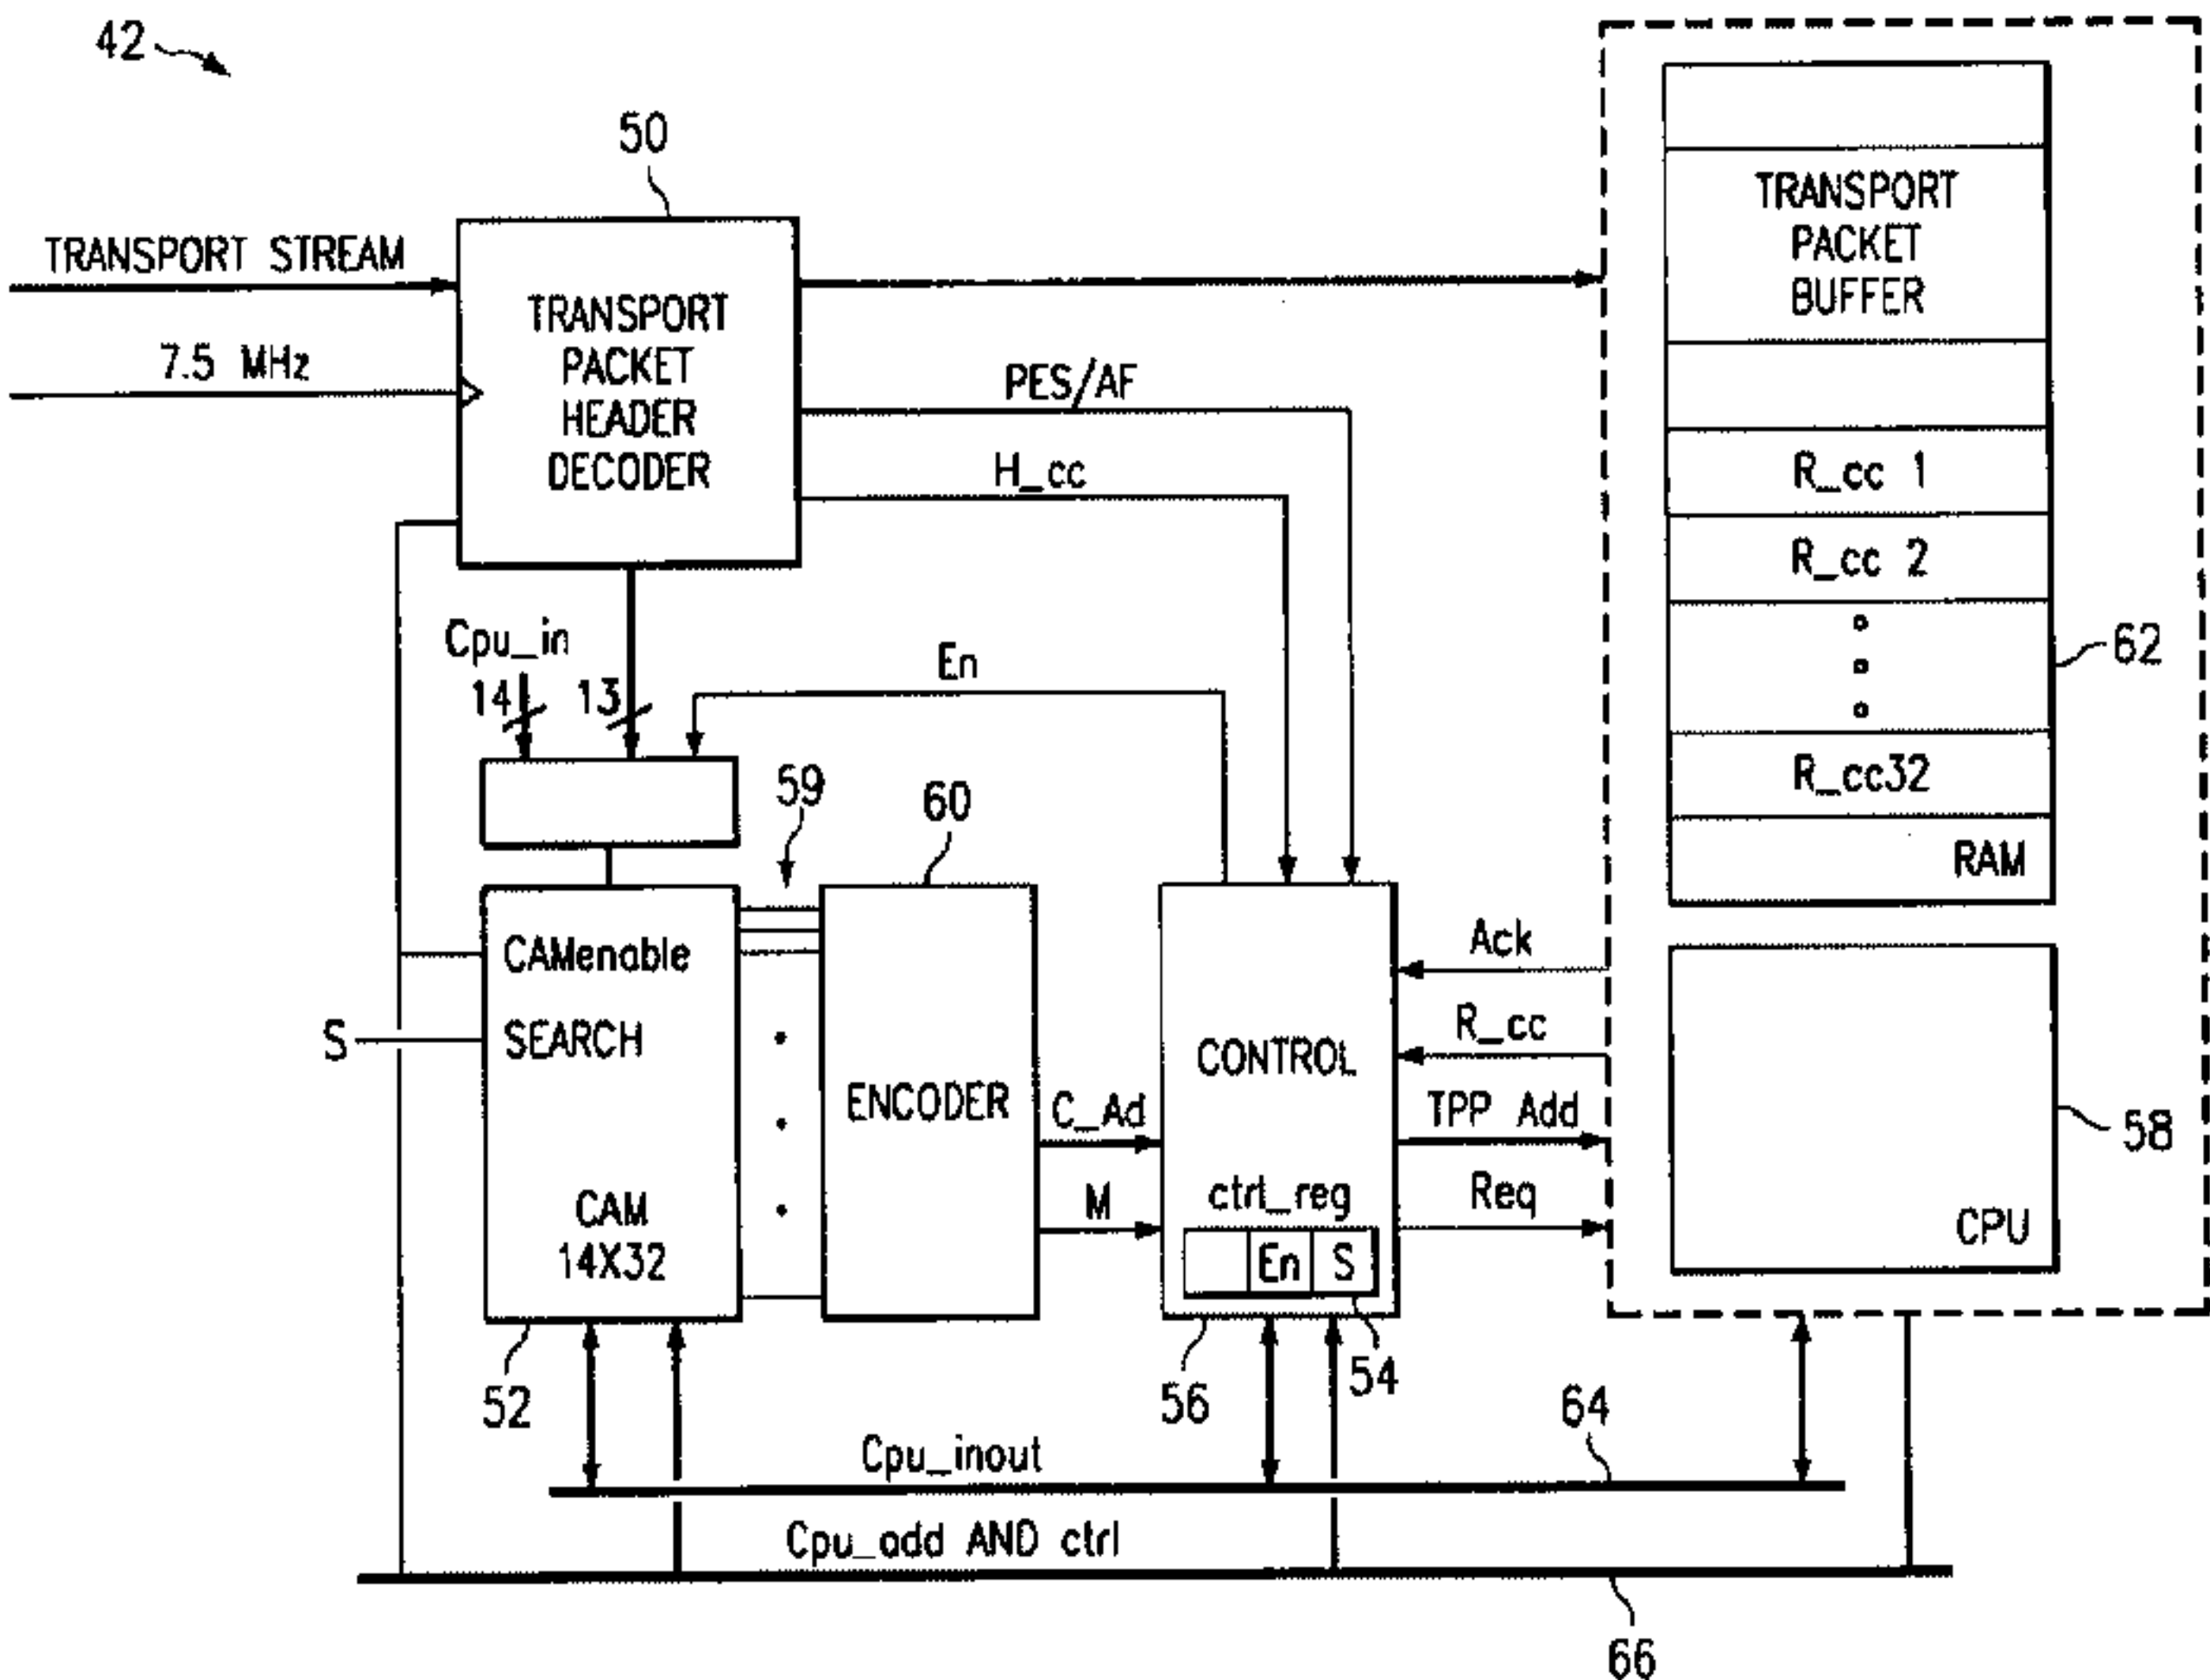 42
50
TRANSPORT STREAM
7.5 MHz
TRANSPORT
PACKET
HEADER
DECODER
PES/AF
H_cc
TRANSPORT
PACKET
BUFFER
R_cc 1
R_cc 2
R_cc32
RAM
62
Cpu_in
14
13
En
59
60
CAMenable
SEARCH
S
CAM
14X32
ENCODER
C_Ad
M
CONTROL
ctrl_reg
En
S
Ack
R_cc
TPP Add
Req
CPU
58
52
56
54
64
Cpu_inout
Cpu_add AND ctrl
66